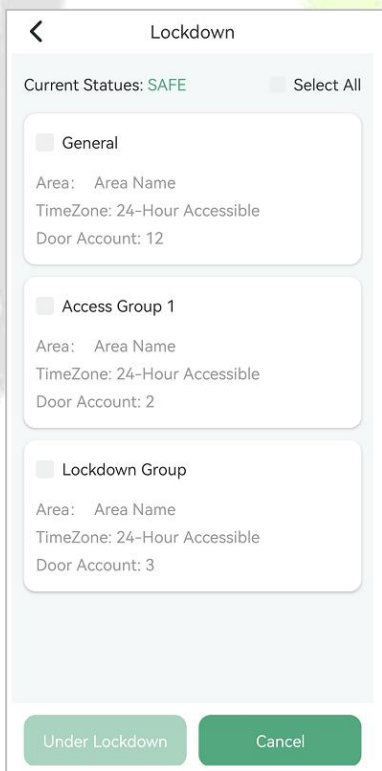 Lockdown
Current Statues: SAFE Select All
General
Area: Area Name
TimeZone: 24-Hour Accessible
Door Account: 12
Access Group 1
Area: Area Name
TimeZone: 24-Hour Accessible
Door Account: 2
Lockdown Group
Area: Area Name
TimeZone: 24-Hour Accessible
Door Account: 3
Under Lockdown Cancel